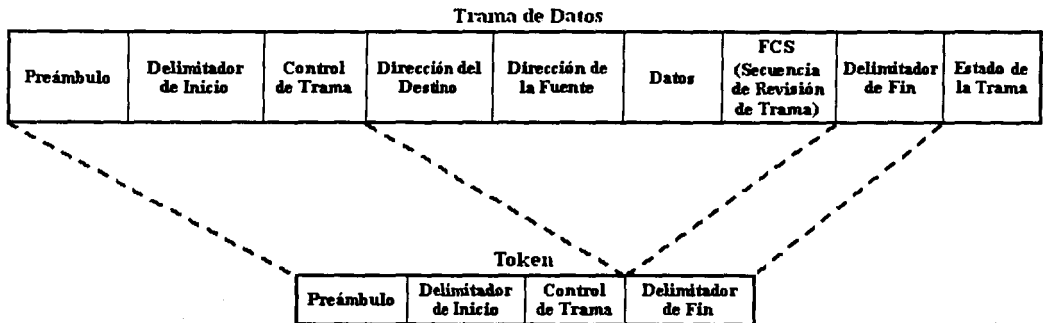 Trama de Datos
Preámbulo
Delimitador
de Inicio
Control
de Trama
Dirección del
Destino
Dirección de
la Fuente
Datos
FCS
(Secuencia
de Revisión
de Trama)
Delimitador
de Fin
Estado de
la Trama
Token
Preámbulo
Delimitador
de Inicio
Control
de Trama
Delimitador
de Fin